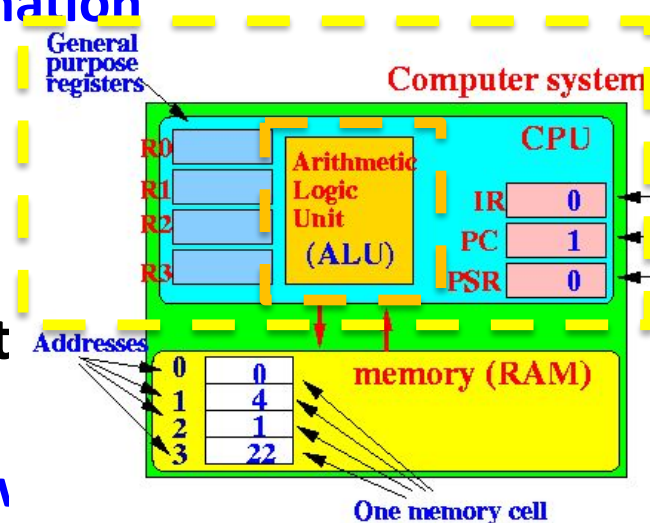 nation
General
purpose
registers
Computer system
CPU
R0
R1
R2
R3
Arithmetic
Logic
Unit
(ALU)
IR 0
PC 1
PSR 0
t
Addresses
memory (RAM)
0 0
1 4
2 1
3 22
One memory cell